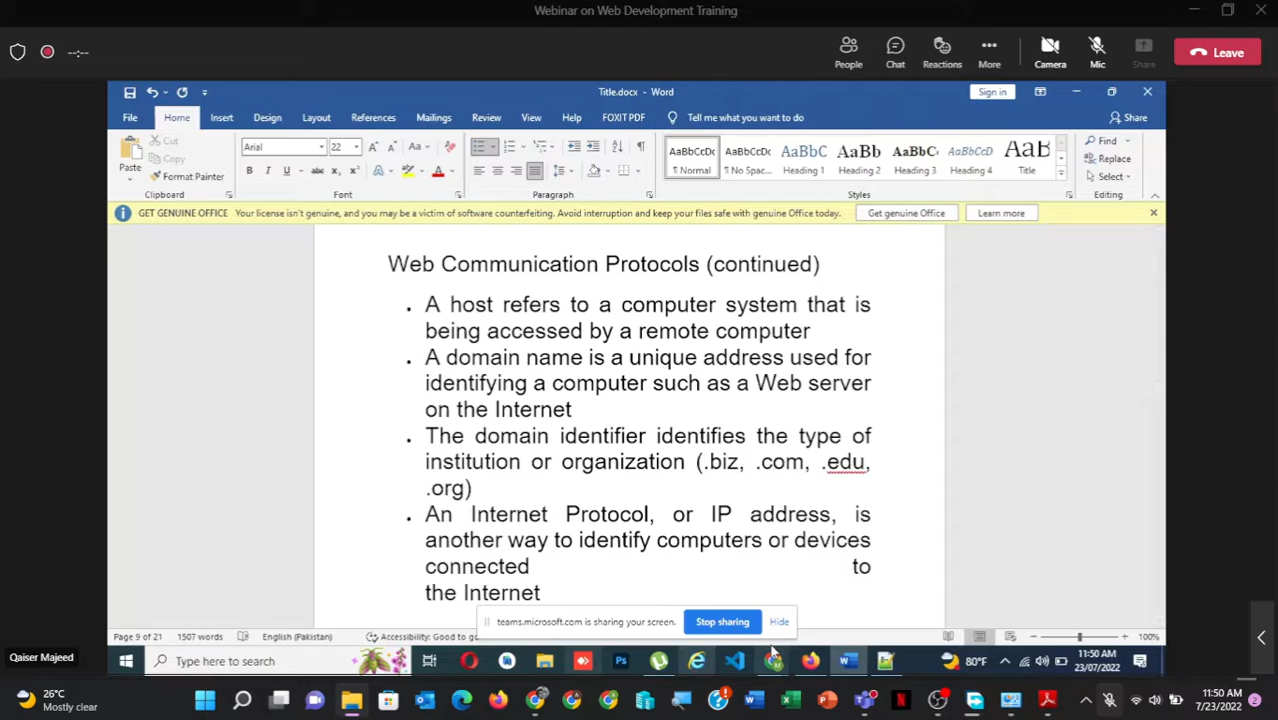 Webinar on Web Development Training
--:--
People Chat Reactions More Camera Mic Share Leave
Title.docx - Word Sign in
File Home Insert Design Layout References Mailings Review View Help FOXIT PDF Tell me what you want to do Share
Paste Cut Copy Format Painter Clipboard
Arial 22 Font
Paragraph
AaBbCcDc AaBbCcDc AaBbC AaBb AaBbC AaBbCcD AaB
¶ Normal ¶ No Spac... Heading 1 Heading 2 Heading 3 Heading 4 Title
Styles
Find Replace Select Editing
GET GENUINE OFFICE Your license isn't genuine, and you may be a victim of software counterfeiting. Avoid interruption and keep your files safe with genuine Office today. Get genuine Office Learn more
Web Communication Protocols (continued)
• A host refers to a computer system that is
being accessed by a remote computer
• A domain name is a unique address used for
identifying a computer such as a Web server
on the Internet
• The domain identifier identifies the type of
institution or organization (.biz, .com, .edu,
.org)
• An Internet Protocol, or IP address, is
another way to identify computers or devices
connected to
the Internet
teams.microsoft.com is sharing your screen. Stop sharing Hide
Page 9 of 21 1507 words English (Pakistan) Accessibility: Good to go 100%
Qaiser Majeed
Type here to search 80°F 11:50 AM
23/07/2022
26°C
Mostly clear
11:50 AM
7/23/2022